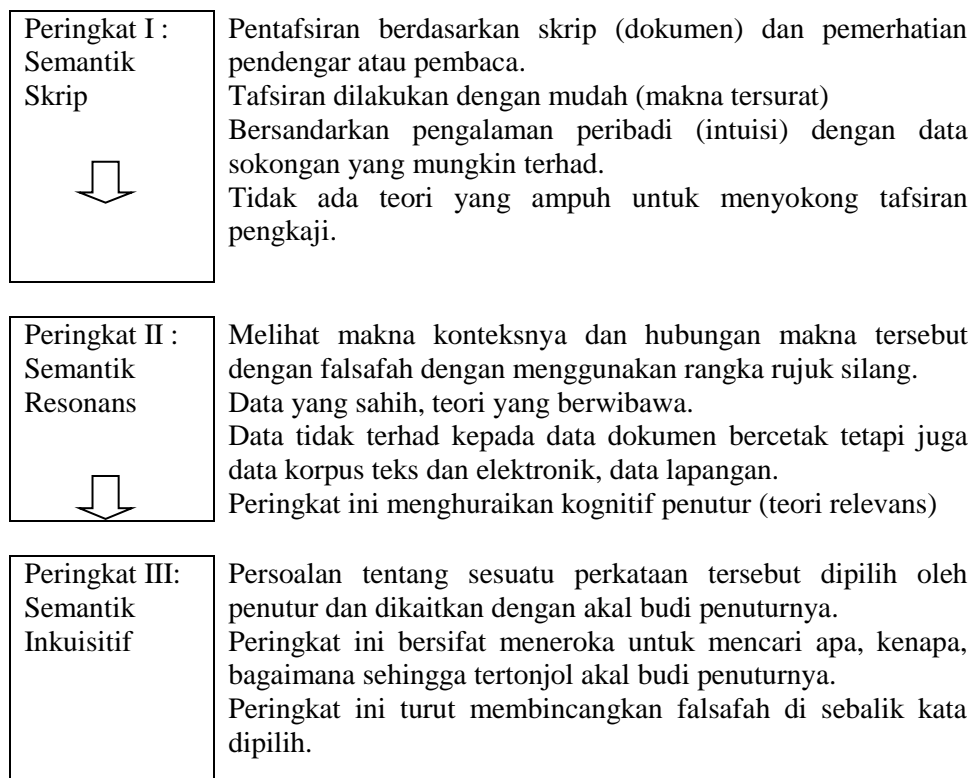 Peringkat I :
Semantik
Skrip
Pentafsiran berdasarkan skrip (dokumen) dan pemerhatian
pendengar atau pembaca.
Tafsiran dilakukan dengan mudah (makna tersurat)
Bersandarkan pengalaman peribadi (intuisi) dengan data
sokongan yang mungkin terhad.
Tidak ada teori yang ampuh untuk menyokong tafsiran
pengkaji.
Peringkat II :
Semantik
Resonans
Melihat makna konteksnya dan hubungan makna tersebut
dengan falsafah dengan menggunakan rangka rujuk silang.
Data yang sahih, teori yang berwibawa.
Data tidak terhad kepada data dokumen bercetak tetapi juga
data korpus teks dan elektronik, data lapangan.
Peringkat ini menghuraikan kognitif penutur (teori relevans)
Peringkat III:
Semantik
Inkuisitif
Persoalan tentang sesuatu perkataan tersebut dipilih oleh
penutur dan dikaitkan dengan akal budi penuturnya.
Peringkat ini bersifat meneroka untuk mencari apa, kenapa,
bagaimana sehingga tertonjol akal budi penuturnya.
Peringkat ini turut membincangkan falsafah di sebalik kata
dipilih.